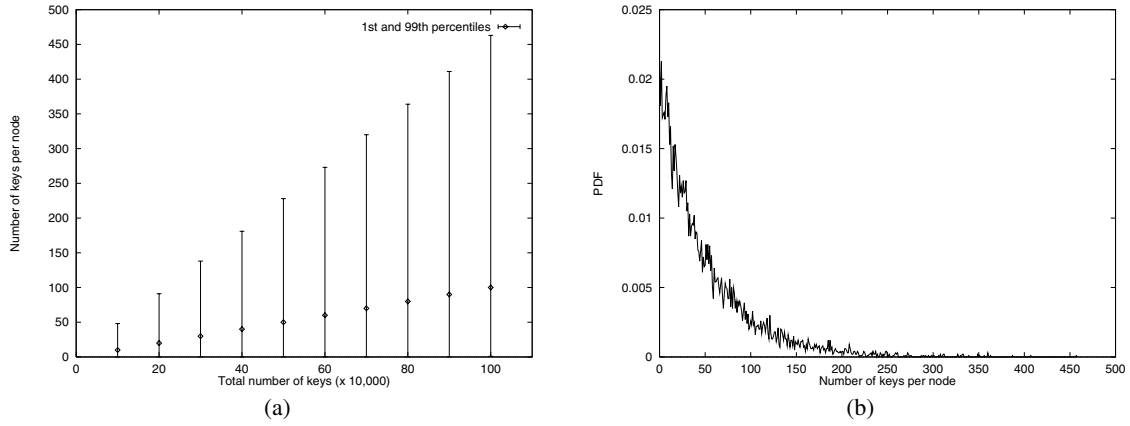 500
450
400
350
300
250
200
150
100
50
0
Number of keys per node
1st and 99th percentiles
0 20 40 60 80 100
Total number of keys (x 10,000)
(a)
0.025
0.02
0.015
0.01
0.005
0
PDF
0 50 100 150 200 250 300 350 400 450 500
Number of keys per node
(b)